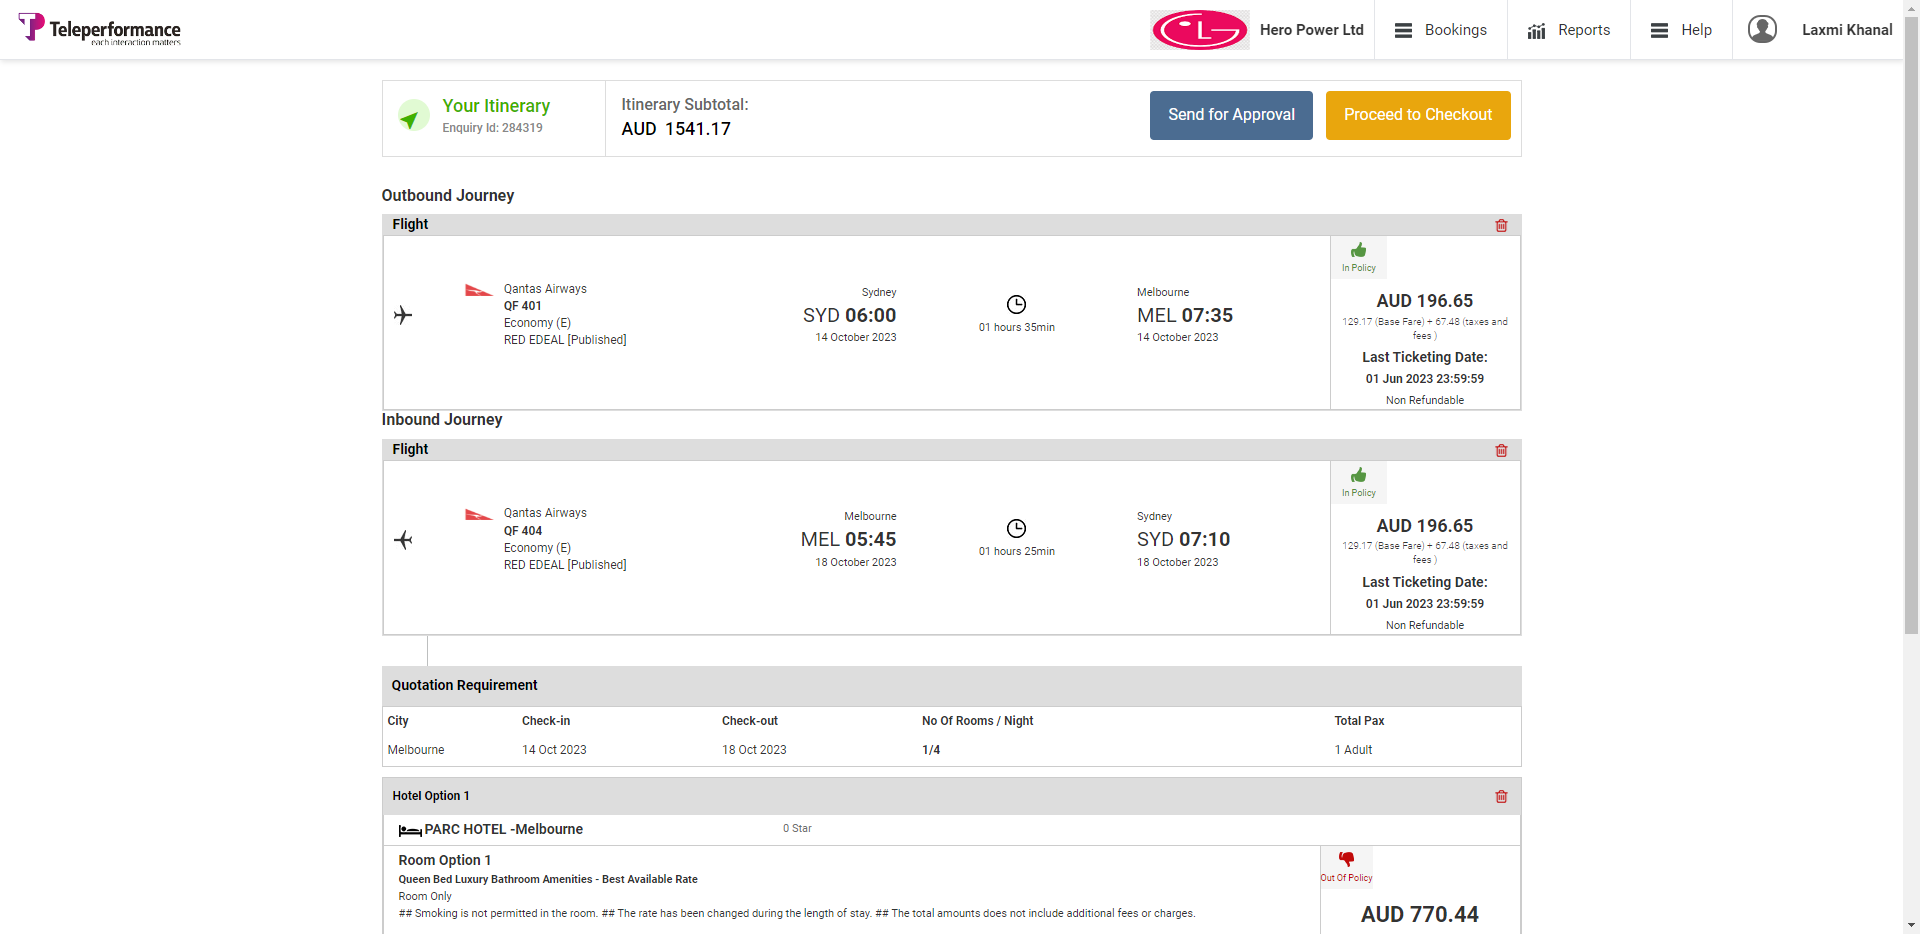 Teleperformance
each interaction matters
Hero Power Ltd
Bookings
Reports
Help
Laxmi Khanal
Your Itinerary
Enquiry Id: 284319
Itinerary Subtotal:
AUD 1541.17
Send for Approval
Proceed to Checkout
Outbound Journey
Flight
Qantas Airways
QF 401
Economy (E)
RED EDEAL [Published]
Sydney
SYD 06:00
14 October 2023
01 hours 35min
Melbourne
MEL 07:35
14 October 2023
In Policy
AUD 196.65
129.17 (Base Fare) + 67.48 (taxes and
fees )
Last Ticketing Date:
01 Jun 2023 23:59:59
Non Refundable
Inbound Journey
Flight
Qantas Airways
QF 404
Economy (E)
RED EDEAL [Published]
Melbourne
MEL 05:45
18 October 2023
01 hours 25min
Sydney
SYD 07:10
18 October 2023
In Policy
AUD 196.65
129.17 (Base Fare) + 67.48 (taxes and
fees )
Last Ticketing Date:
01 Jun 2023 23:59:59
Non Refundable
Quotation Requirement
City Check-in Check-out No Of Rooms / Night Total Pax
Melbourne 14 Oct 2023 18 Oct 2023 1/4 1 Adult
Hotel Option 1
PARC HOTEL -Melbourne 0 Star
Room Option 1
Queen Bed Luxury Bathroom Amenities - Best Available Rate
Room Only
## Smoking is not permitted in the room. ## The rate has been changed during the length of stay. ## The total amounts does not include additional fees or charges.
Out Of Policy
AUD 770.44